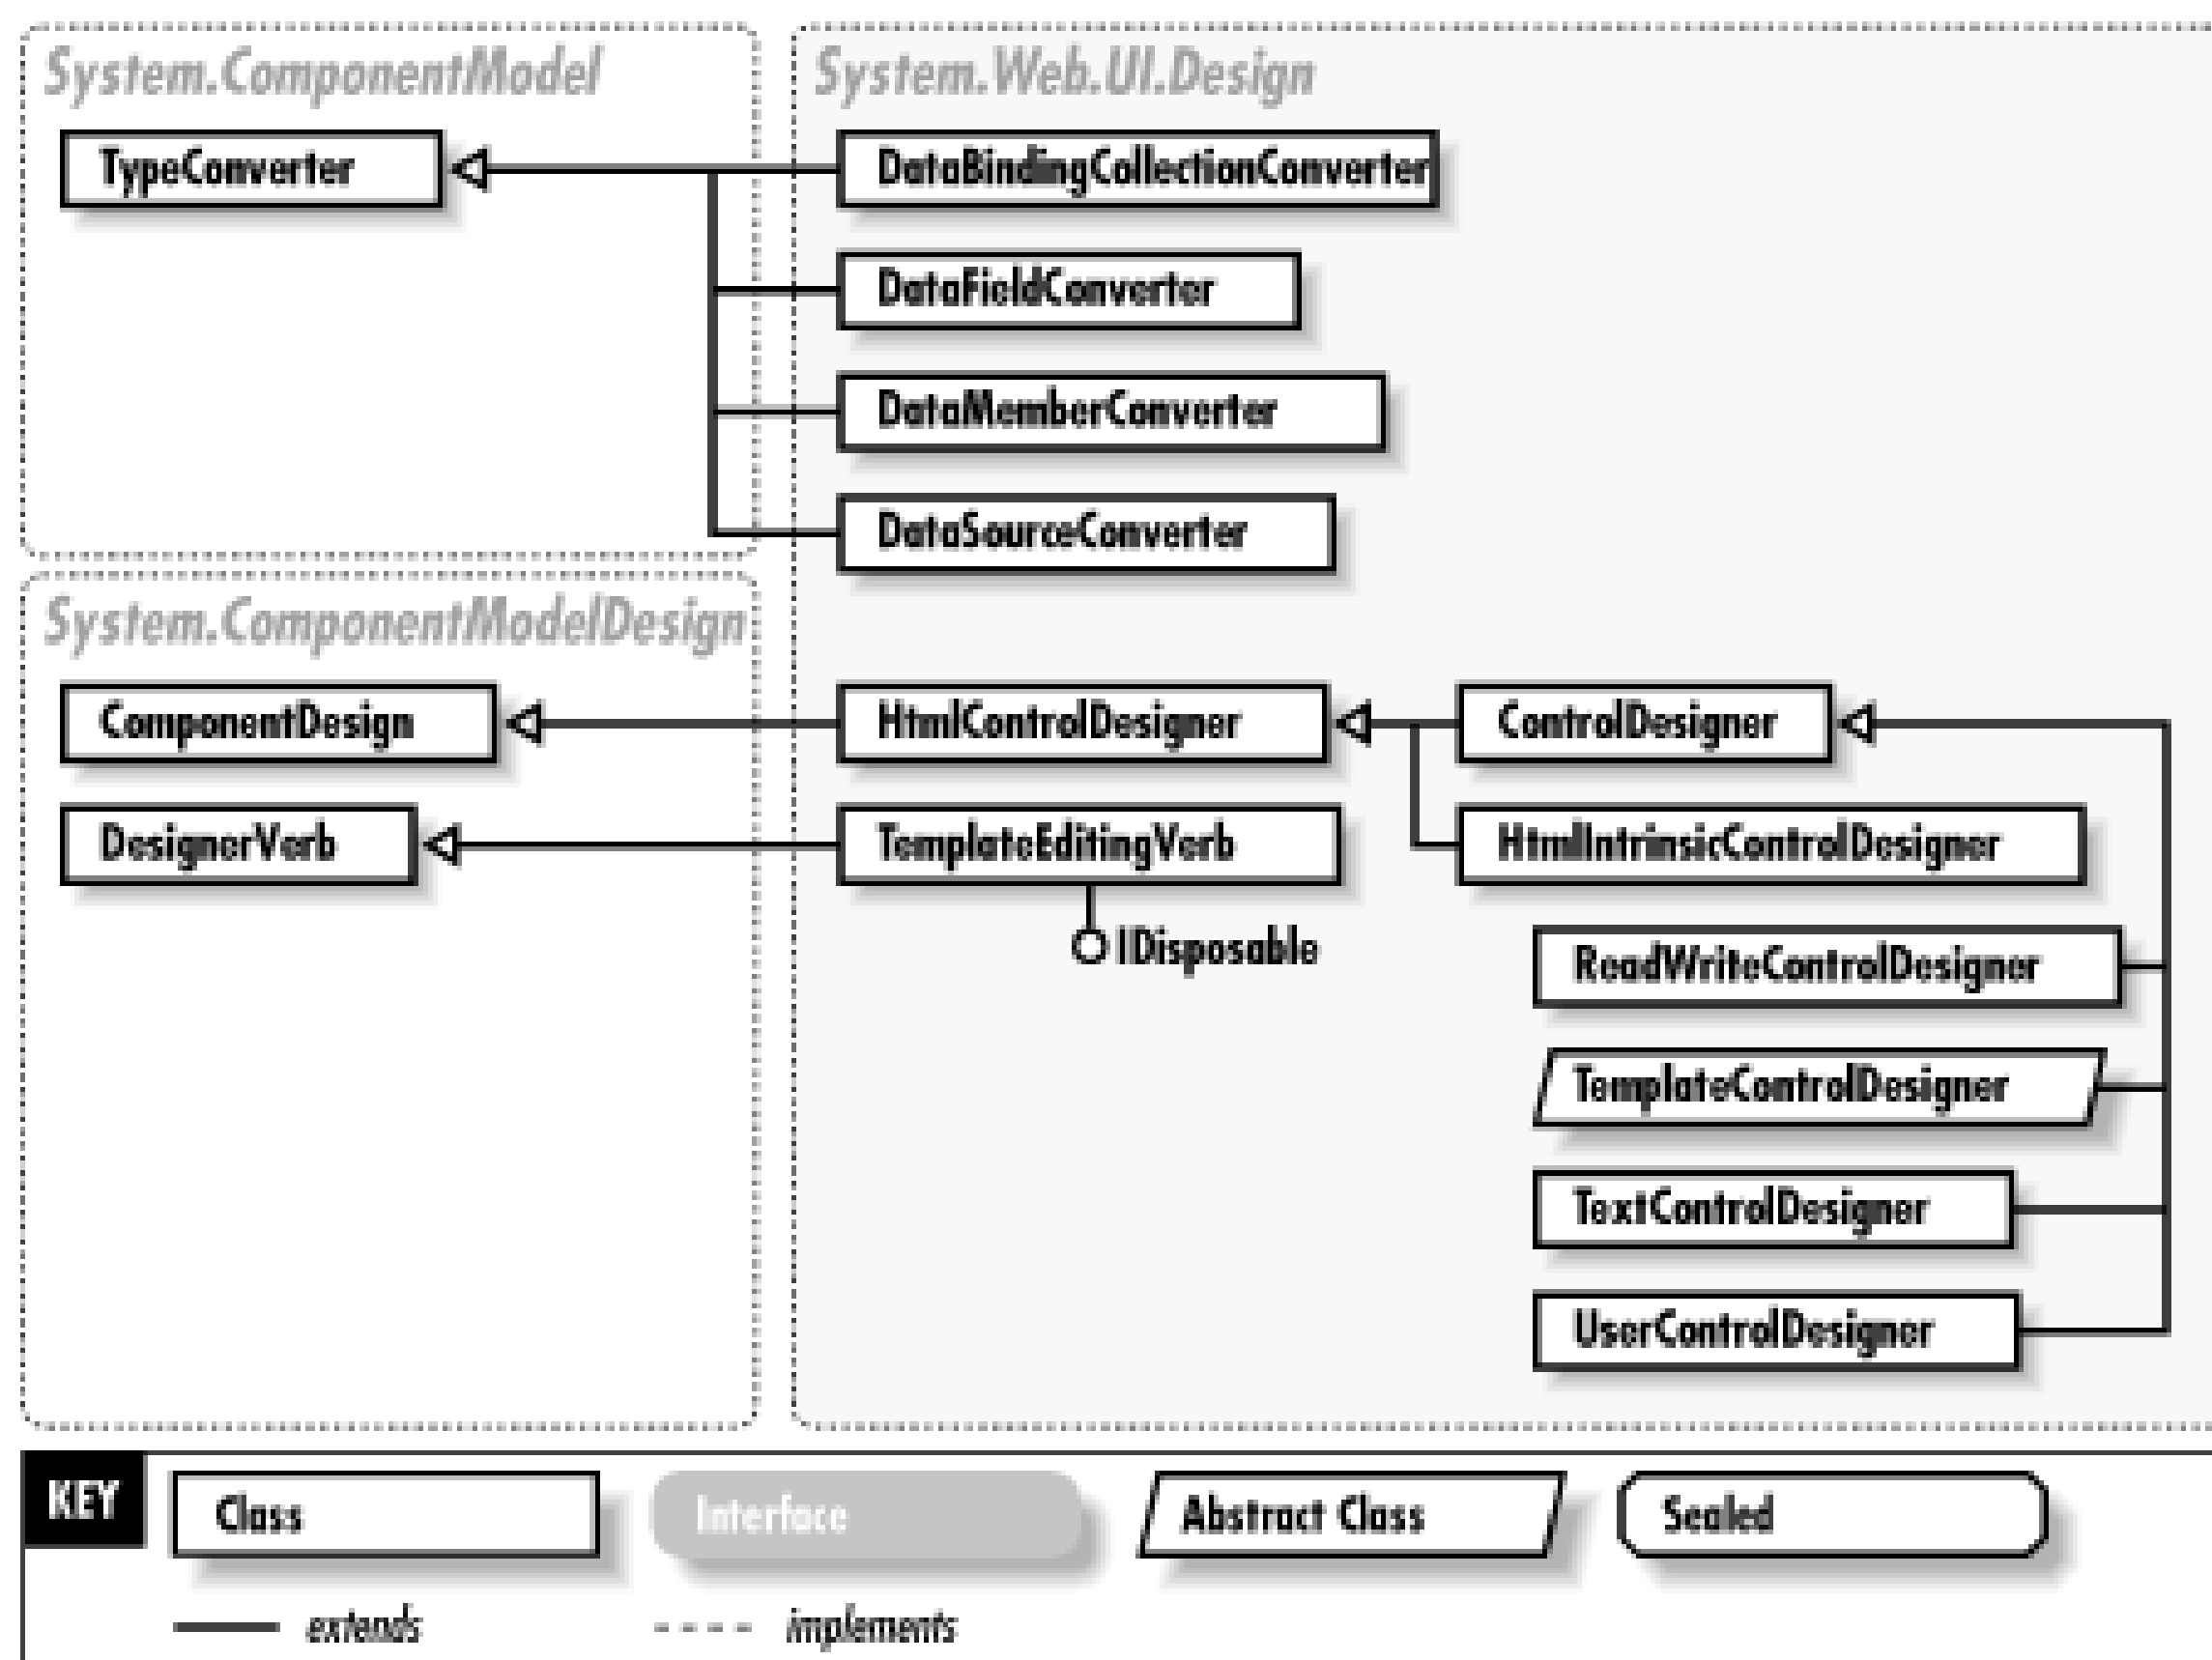 System.ComponentModel
System.Web.UI.Design
TypeConverter
DataBindingCollectionConverter
DataFieldConverter
DataMemberConverter
DataSourceConverter
System.ComponentModelDesign
ComponentDesign
HtmlControlDesigner
ControlDesigner
DesignerVerb
TemplateEditingVerb
HtmlIntrinsicControlDesigner
IDisposable
ReadWriteControlDesigner
TemplateControlDesigner
TextControlDesigner
UserControlDesigner
KEY
Class
Interface
Abstract Class
Sealed
extends
implements